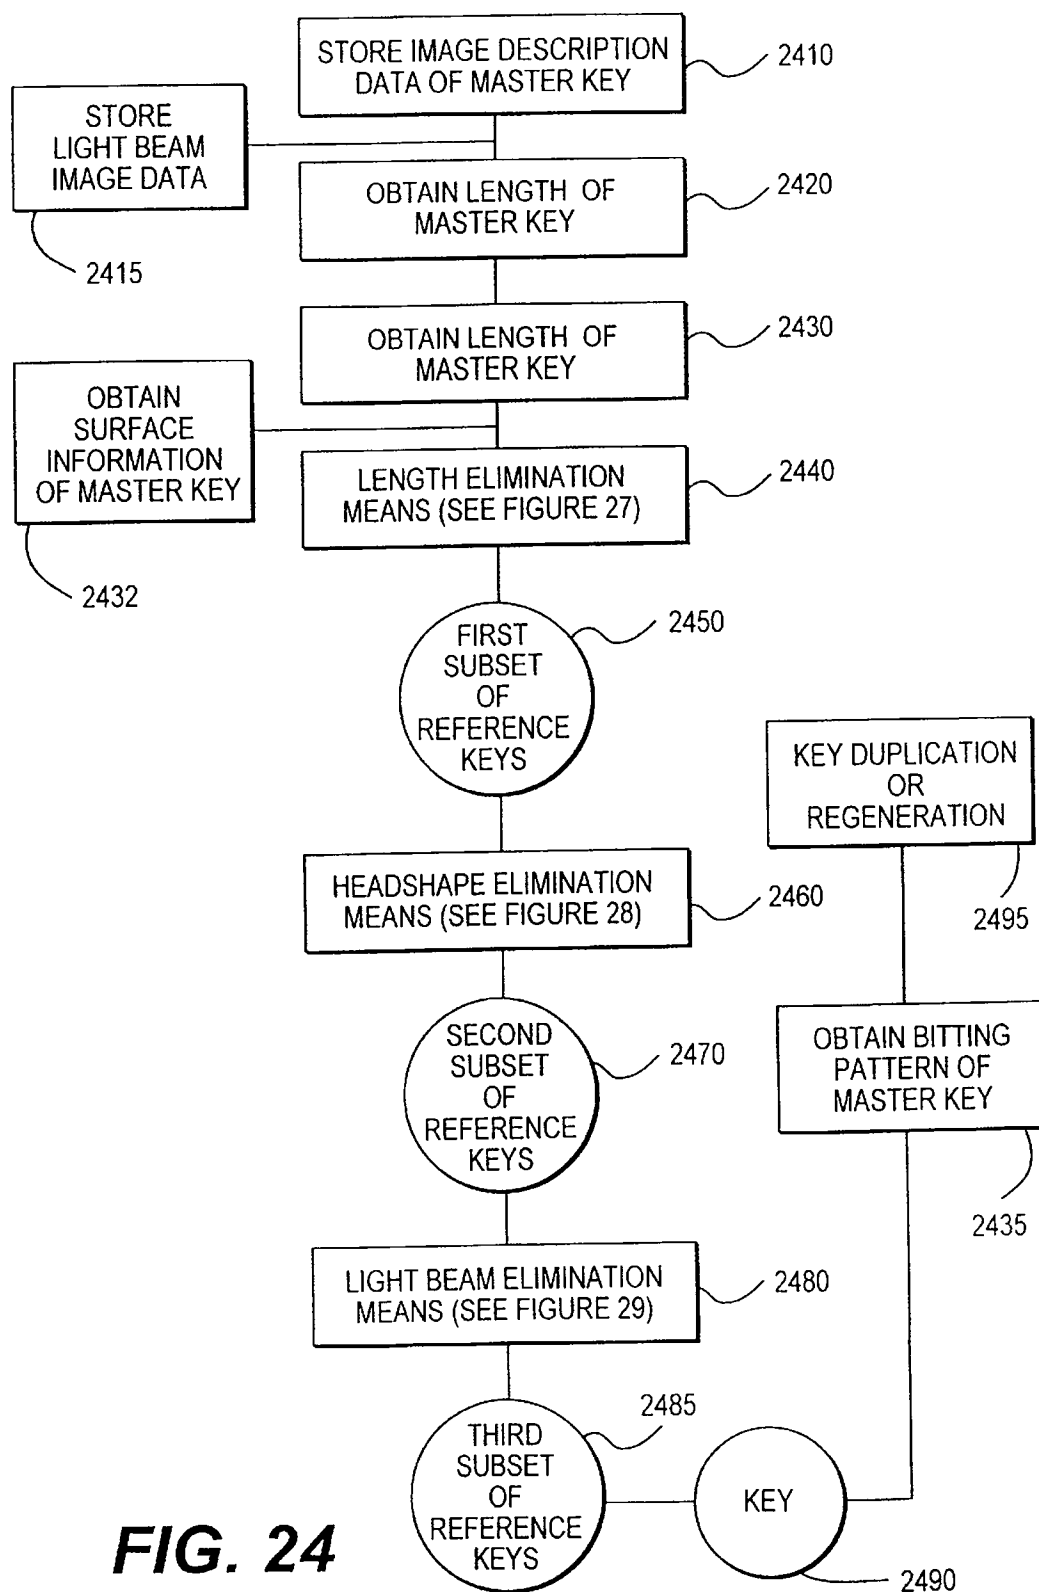 STORE IMAGE DESCRIPTION
DATA OF MASTER KEY
2410
STORE
LIGHT BEAM
IMAGE DATA
2415
OBTAIN LENGTH OF
MASTER KEY
2420
OBTAIN LENGTH OF
MASTER KEY
2430
OBTAIN
SURFACE
INFORMATION
OF MASTER KEY
2432
LENGTH ELIMINATION
MEANS (SEE FIGURE 27)
2440
FIRST
SUBSET
OF
REFERENCE
KEYS
2450
HEADSHAPE ELIMINATION
MEANS (SEE FIGURE 28)
2460
SECOND
SUBSET
OF
REFERENCE
KEYS
2470
LIGHT BEAM ELIMINATION
MEANS (SEE FIGURE 29)
2480
THIRD
SUBSET
OF
REFERENCE
KEYS
2485
KEY
2490
OBTAIN BITTING
PATTERN OF
MASTER KEY
2435
KEY DUPLICATION
OR
REGENERATION
2495
FIG. 24